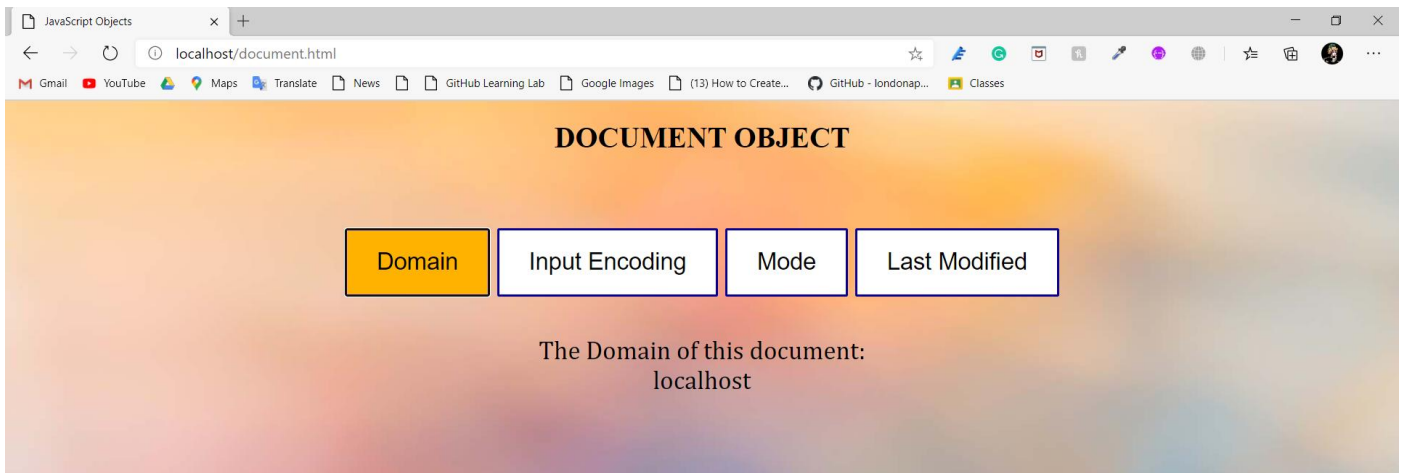 JavaScript Objects
localhost/document.html
Gmail YouTube Maps Translate News GitHub Learning Lab Google Images (13) How to Create... GitHub - londonap... Classes
DOCUMENT OBJECT
Domain Input Encoding Mode Last Modified
The Domain of this document:
localhost